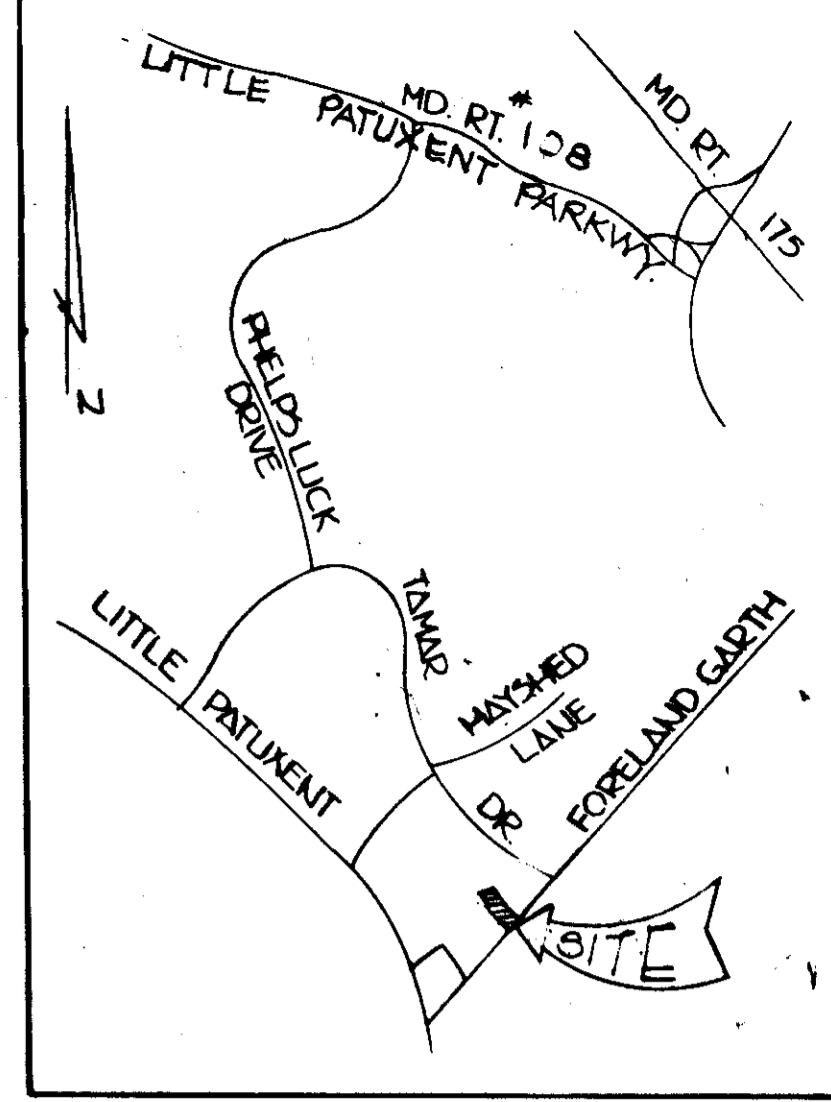 LITTLE PATUXENT PARKWY.
MD. RT. # 108
MD. RT. 175
N
PHELPS LUCK
DRIVE
TAMAR
DR.
HAYSHED
LANE
FORELAND GARTH
LITTLE PATUXENT
SITE